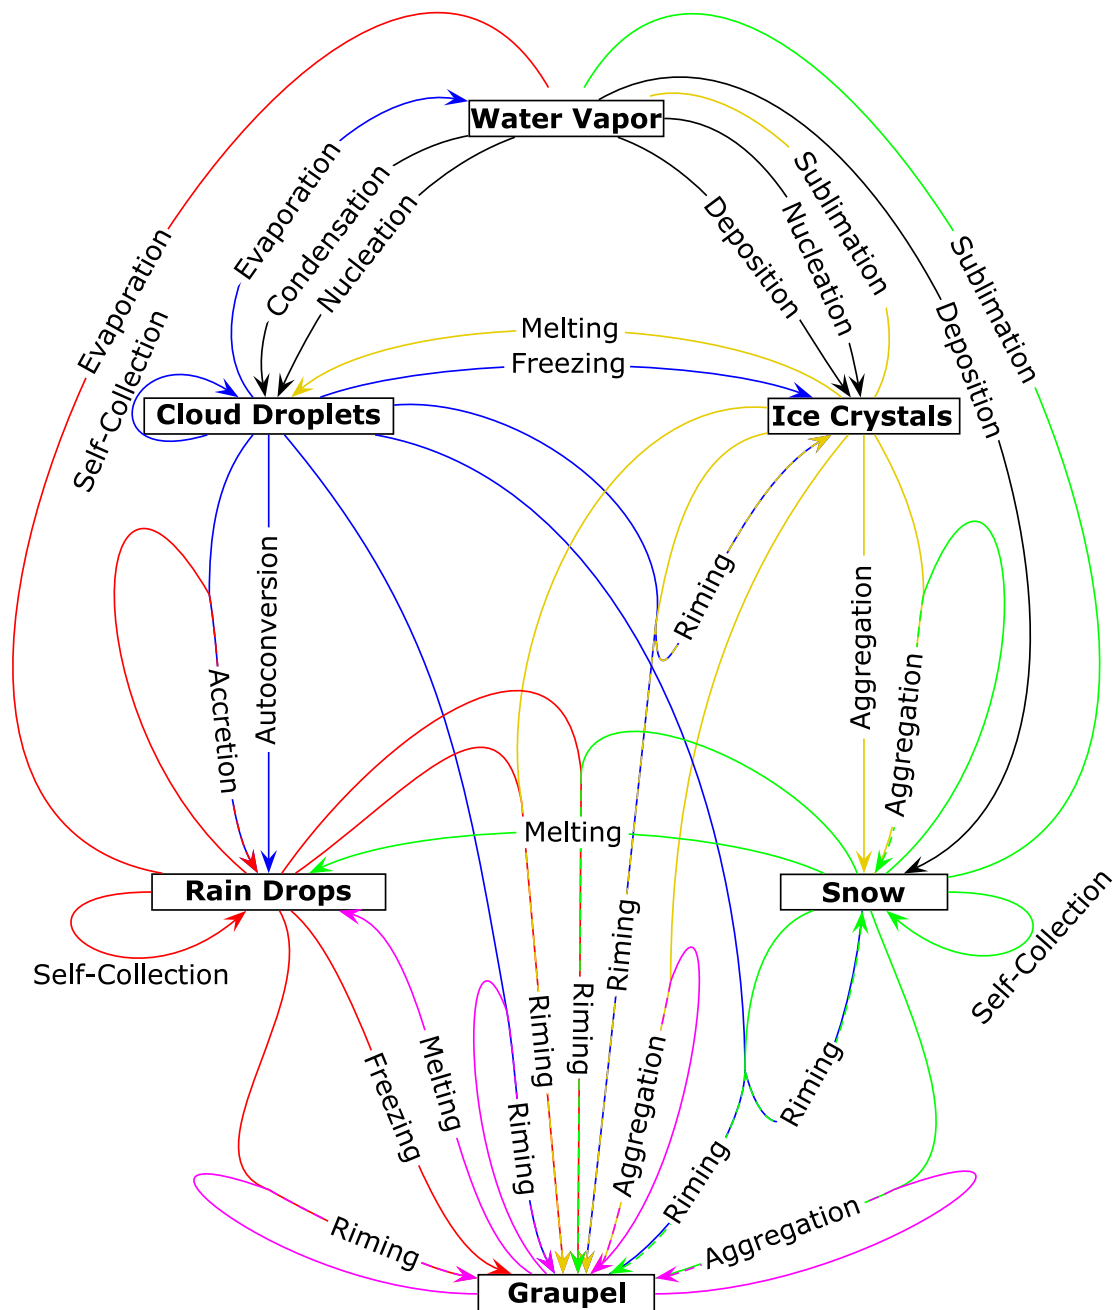 Water Vapor
Evaporation
Condensation
Nucleation
Deposition
Nucleation
Sublimation
Evaporation
Sublimation
Deposition
Melting
Freezing
Self-Collection
Cloud Droplets
Ice Crystals
Riming
Accretion
Autoconversion
Aggregation
Aggregation
Melting
Rain Drops
Snow
Riming
Self-Collection
Self-Collection
Freezing
Melting
Riming
Riming
Riming
Aggregation
Riming
Riming
Riming
Aggregation
Graupel